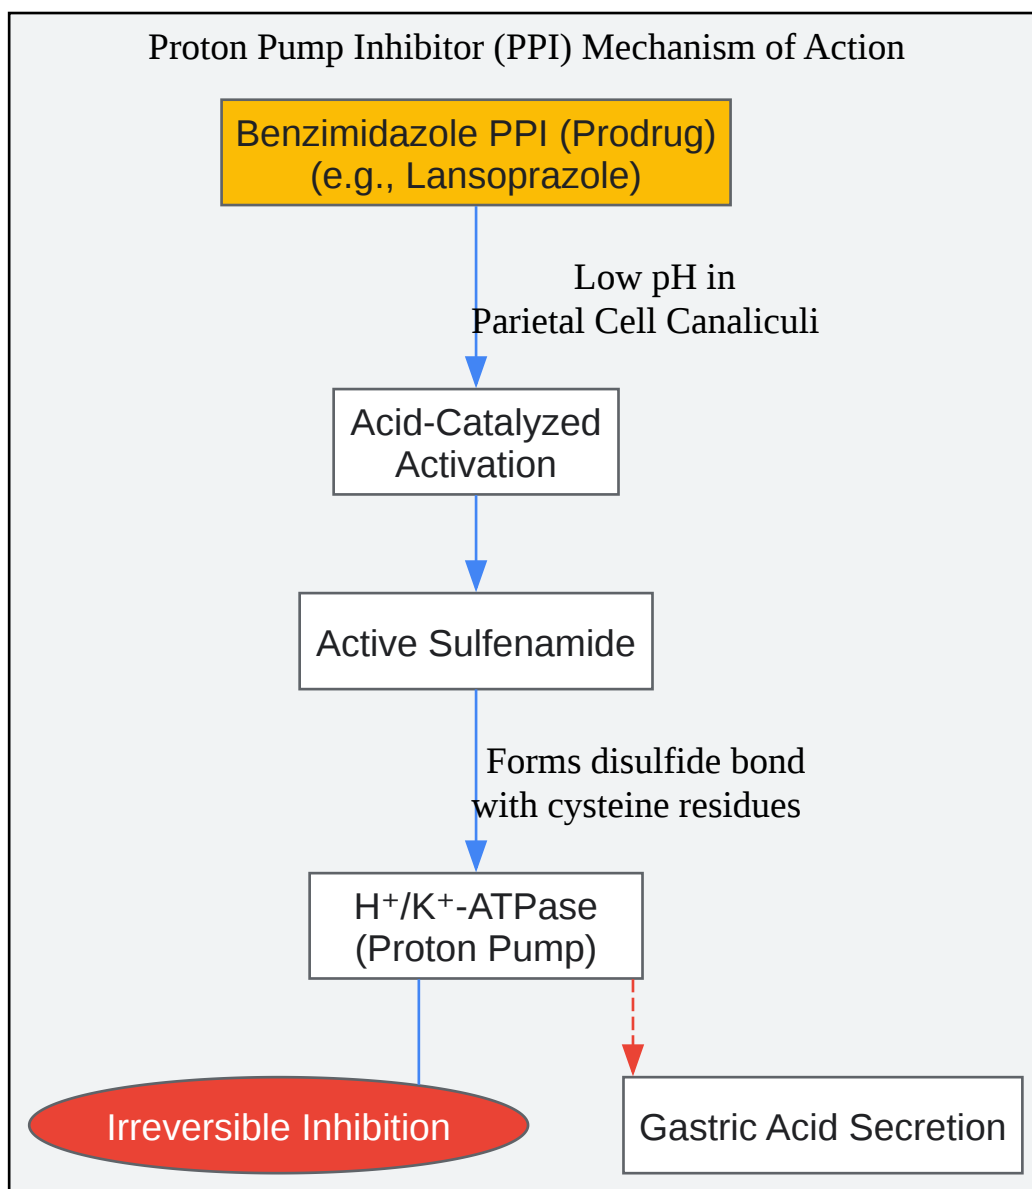 Proton Pump Inhibitor (PPI) Mechanism of Action
Benzimidazole PPI (Prodrug)
(e.g., Lansoprazole)
Low pH in
Parietal Cell Canaliculi
Acid-Catalyzed
Activation
Active Sulfenamide
Forms disulfide bond
with cysteine residues
H⁺/K⁺-ATPase
(Proton Pump)
Irreversible Inhibition
Gastric Acid Secretion